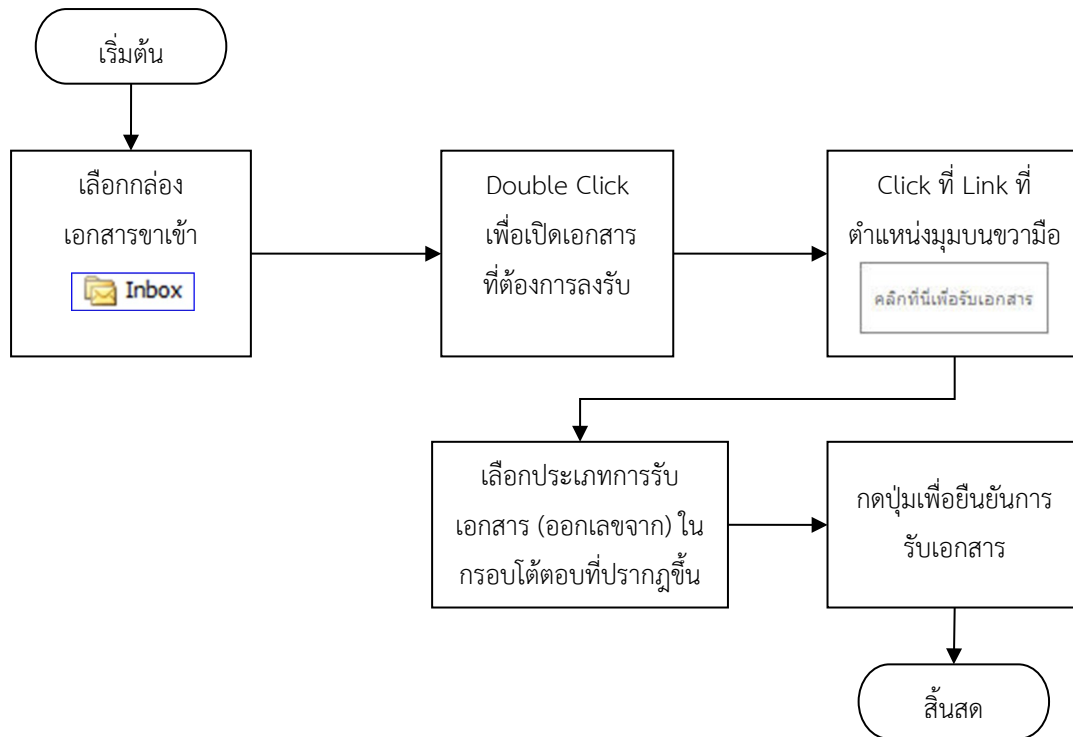 เริ่มต้น
เลือกกล่อง
เอกสารขาเข้า
Inbox
Double Click
เพื่อเปิดเอกสาร
ที่ต้องการลงรับ
Click ที่ Link ที่
ตำแหน่งมุมบนขวามือ
คลิกที่นี่เพื่อรับเอกสาร
เลือกประเภทการรับ
เอกสาร (ออกเลขจาก) ใน
กรอบโต้ตอบที่ปรากฎขึ้น
กดปุ่มเพื่อยืนยันการ
รับเอกสาร
สิ้นสด